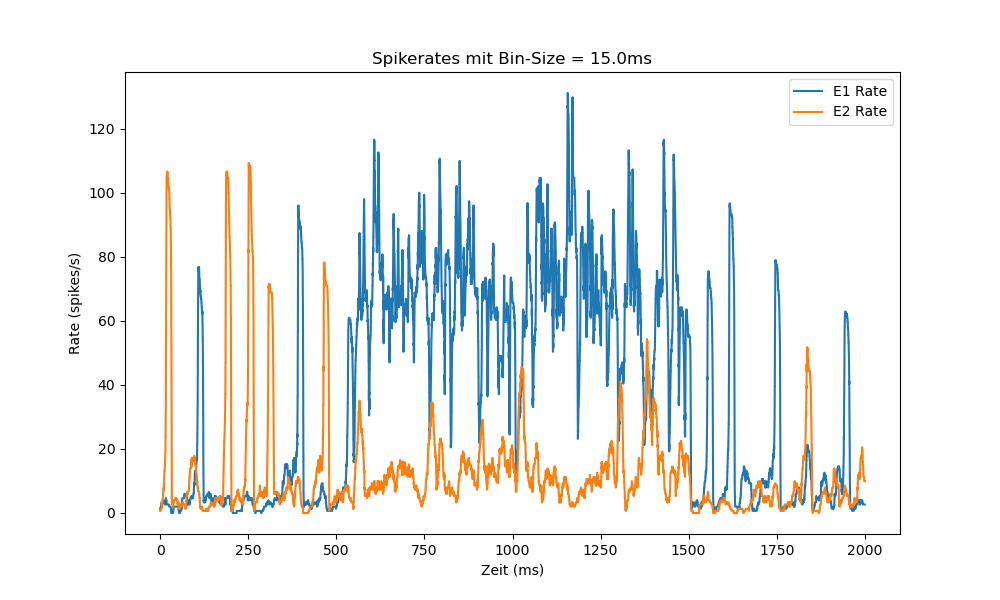 Spikerates mit Bin-Size = 15.0ms
E1 Rate
E2 Rate
120
100
80
60
40
20
0
Rate (spikes/s)
0 250 500 750 1000 1250 1500 1750 2000
Zeit (ms)